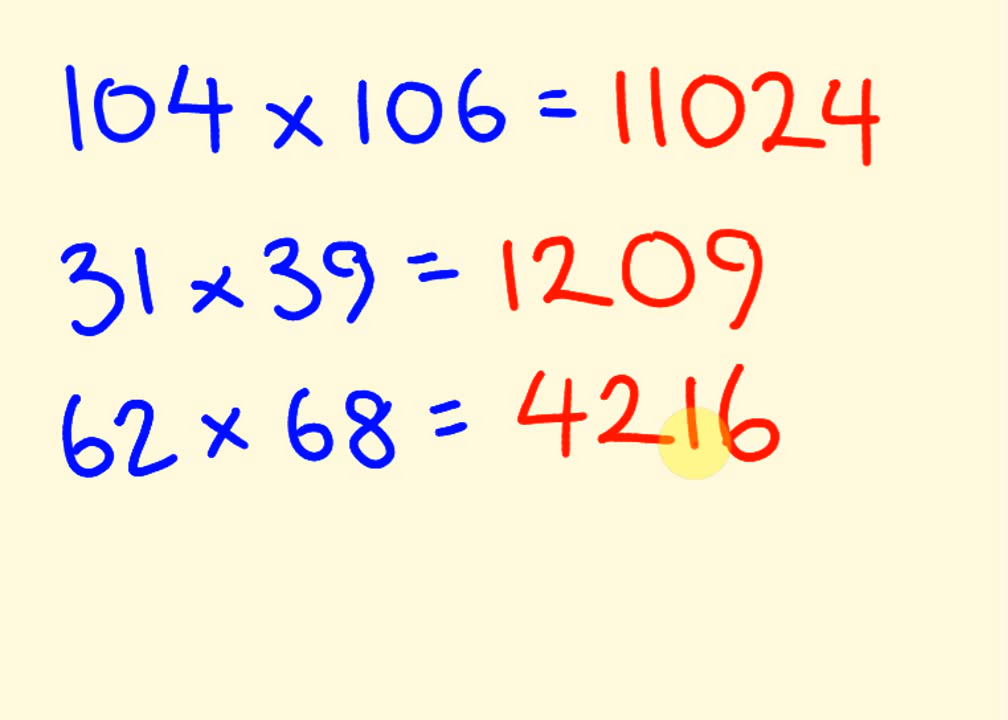 104 x 106 = 11024
31 x 39 = 1209
62 x 68 = 4216